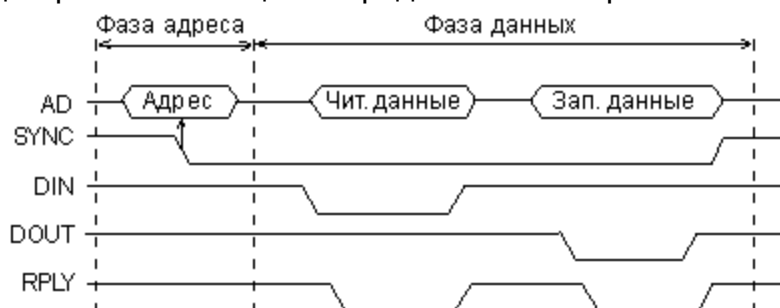 Фаза адреса
Фаза данных
AD
Адрес
Чит. данные
Зап. данные
SYNC
DIN
DOUT
RPLY